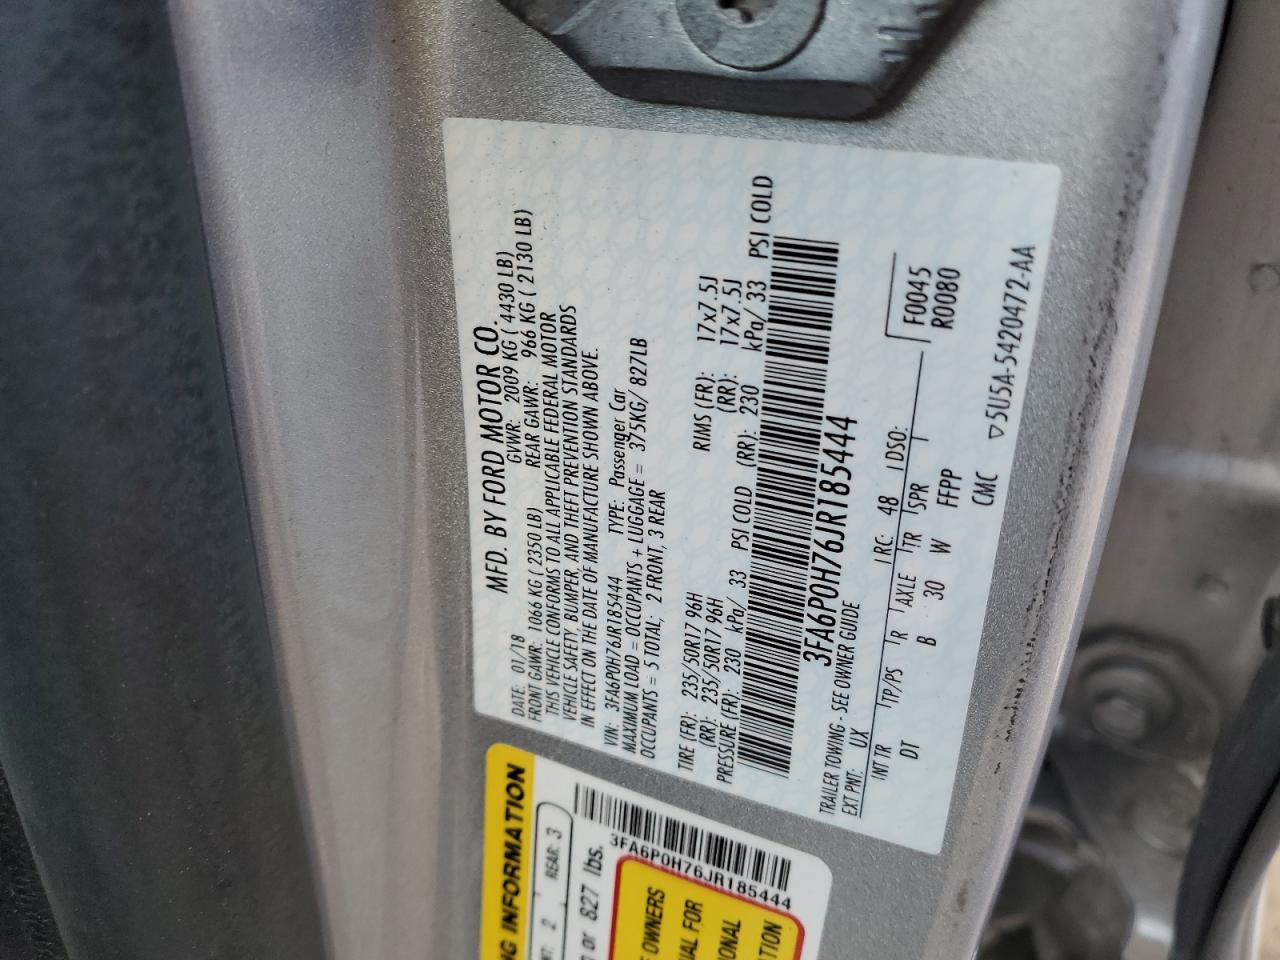 MFD. BY FORD MOTOR CO.
DATE: 01/18 GVWR: 2009 KG ( 4430 LB)
FRONT GAWR: 1066 KG ( 2350 LB) REAR GAWR: 966 KG ( 2130 LB)
THIS VEHICLE CONFORMS TO ALL APPLICABLE FEDERAL MOTOR
VEHICLE SAFETY, BUMPER, AND THEFT PREVENTION STANDARDS
IN EFFECT ON THE DATE OF MANUFACTURE SHOWN ABOVE.
VIN: 3FA6P0H76JR185444 TYPE: Passenger Car
MAXIMUM LOAD = OCCUPANTS + LUGGAGE = 375KG/ 827LB
OCCUPANTS = 5 TOTAL; 2 FRONT, 3 REAR
TIRE (FR): 235/50R17 96H RIMS (FR): 17x7.5J
(RR): 235/50R17 96H (RR): 17x7.5J
PRESSURE (FR): 230 kPa/ 33 PSI COLD (RR): 230 kPa/ 33 PSI COLD
3FA6P0H76JR185444
TRAILER TOWING - SEE OWNER GUIDE
EXT PNT: UX RC: 48 DSO: F0045
INT TR TP/PS R AXLE TR SPR R0080
DT B 30 W FFPP
CMC ▽5U5A-5420472-AA
NG INFORMATION
2 REAR: 3
or 827 lbs.
3FA6P0H76JR185444
OWNERS
UAL FOR
IONAL
ATION